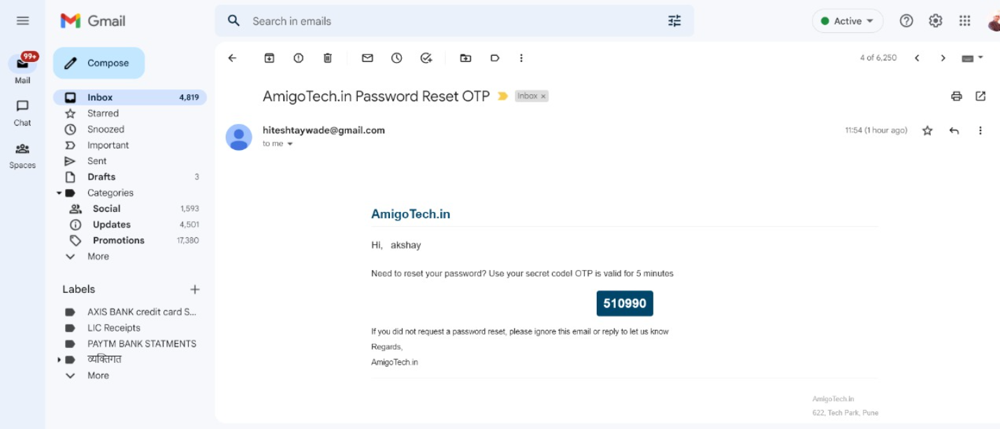 Gmail
Search in emails
Active
99+
Mail
Chat
Spaces
Compose
Inbox 4,819
Starred
Snoozed
Important
Sent
Drafts 3
Categories
Social 1,593
Updates 4,501
Promotions 17,380
More
Labels
AXIS BANK credit card S...
LIC Receipts
PAYTM BANK STATMENTS
व्यक्तिगत
More
4 of 6,250
AmigoTech.in Password Reset OTP Inbox ×
hiteshtaywade@gmail.com 11:54 (1 hour ago)
to me
AmigoTech.in
Hi, akshay
Need to reset your password? Use your secret code! OTP is valid for 5 minutes
510990
If you did not request a password reset, please ignore this email or reply to let us know
Regards,
AmigoTech.in
AmigoTech.in
622, Tech Park, Pune